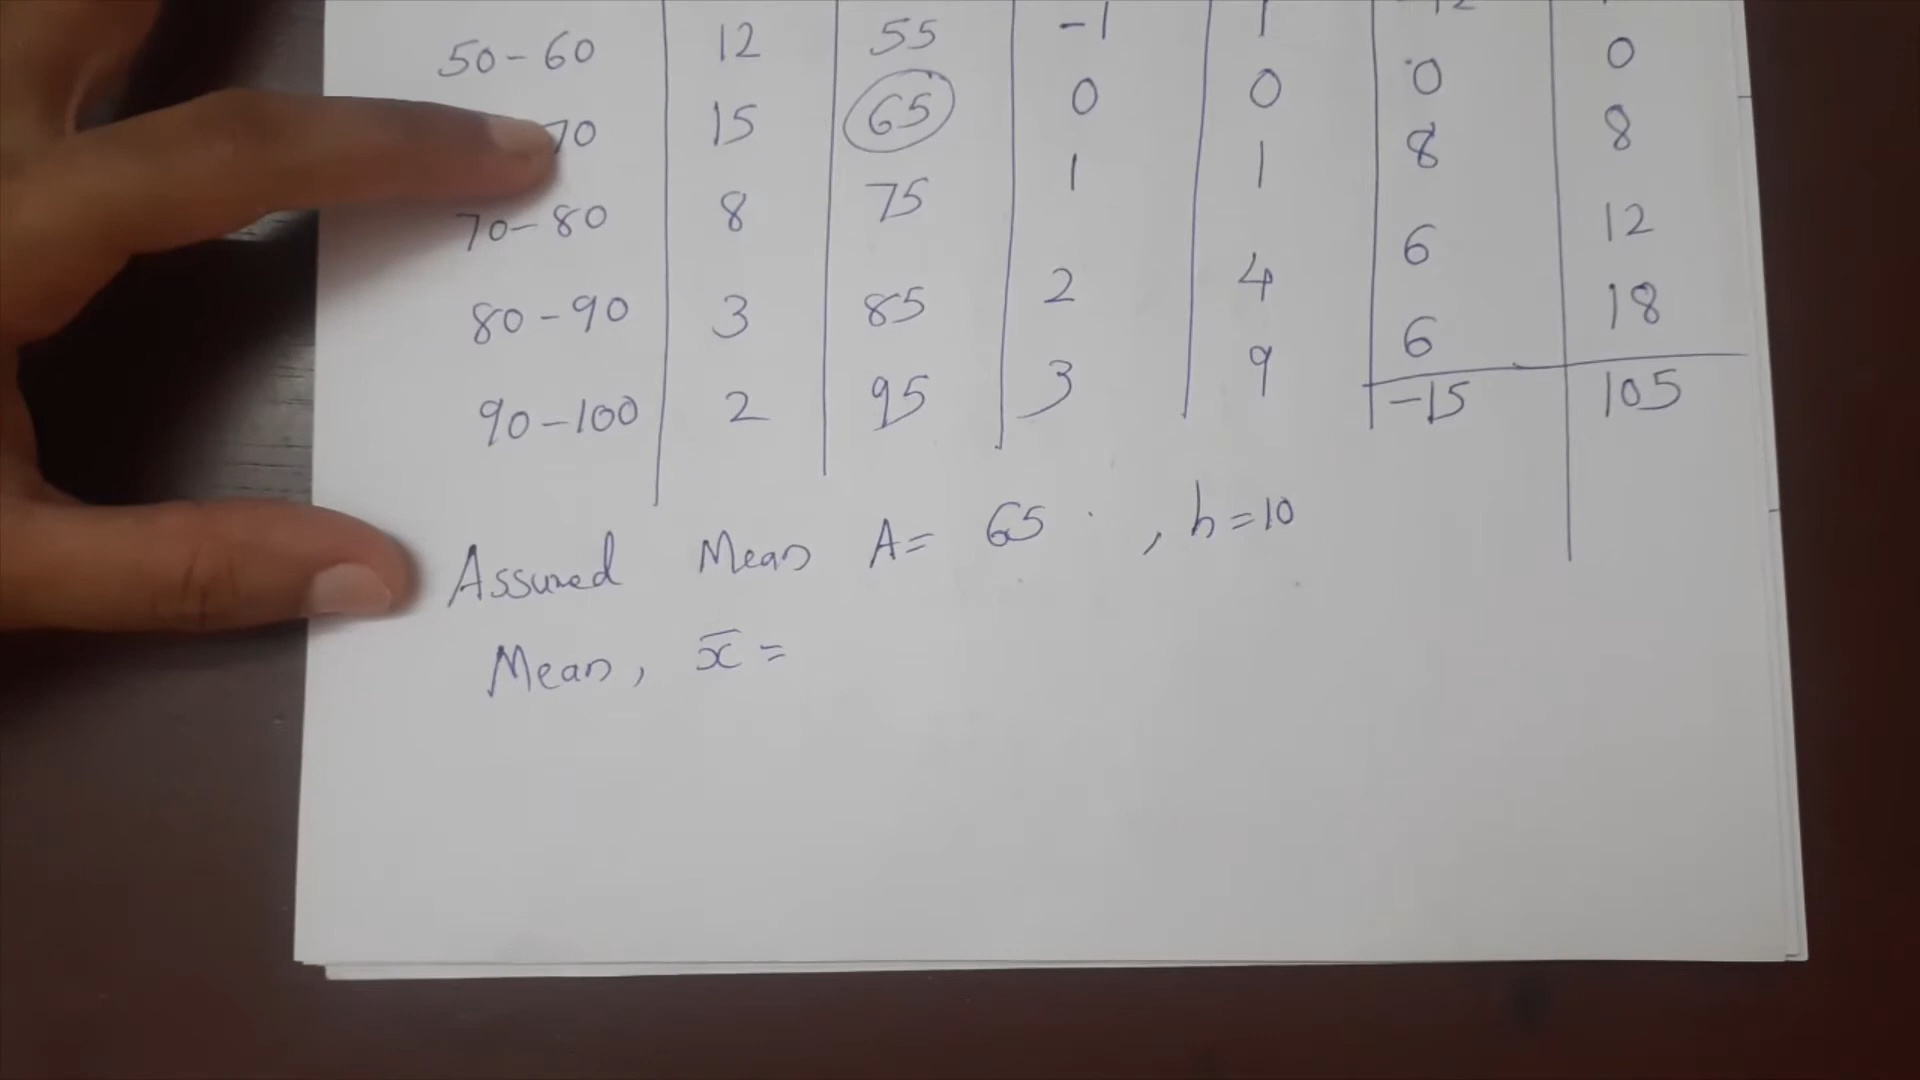 50-60 12 55 -1 1 -12
70 15 65 0 0 0 0
70-80 8 75 1 1 8 8
80-90 3 85 2 4 6 12
90-100 2 95 3 9 6 18
-15 105
Assumed Mean A= 65 , h=10
Mean, x̄ =